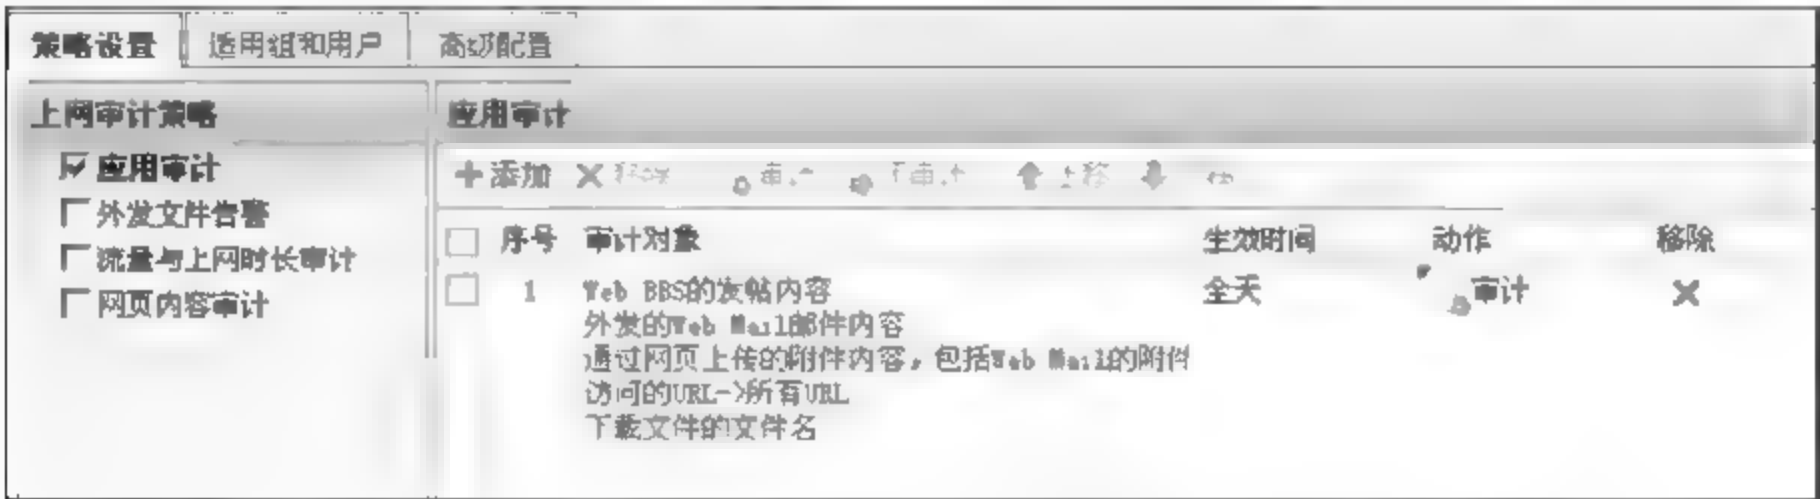 策略设置 适用组和用户 高级配置
上网审计策略
应用审计
外发文件告警
流量与上网时长审计
网页内容审计
应用审计
添加 上移
序号 审计对象 生效时间 动作 移除
1 Web BBS的发帖内容 全天 审计
外发的Web Mail邮件内容
通过网页上传的附件内容,包括Web Mail的附件
访问的URL->所有URL
下载文件的文件名